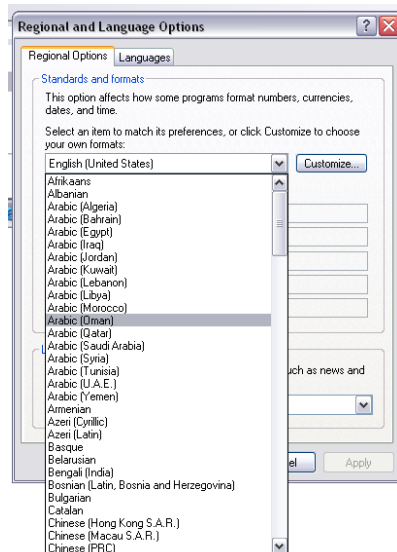 Regional and Language Options
Regional Options Languages
Standards and formats
This option affects how some programs format numbers, currencies,
dates, and time.
Select an item to match its preferences, or click Customize to choose
your own formats:
English (United States) Customize...
Afrikaans
Albanian
Arabic (Algeria)
Arabic (Bahrain)
Arabic (Egypt)
Arabic (Iraq)
Arabic (Jordan)
Arabic (Kuwait)
Arabic (Lebanon)
Arabic (Libya)
Arabic (Morocco)
Arabic (Oman)
Arabic (Qatar)
Arabic (Saudi Arabia)
Arabic (Syria)
Arabic (Tunisia)
uch as news and
Arabic (U.A.E.)
Arabic (Yemen)
Armenian
Azeri (Cyrillic)
Azeri (Latin)
Basque
Belarusian
Bengali (India)
el Apply
Bosnian (Latin, Bosnia and Herzegovina)
Bulgarian
Catalan
Chinese (Hong Kong S.A.R.)
Chinese (Macau S.A.R.)
Chinese (PRC)